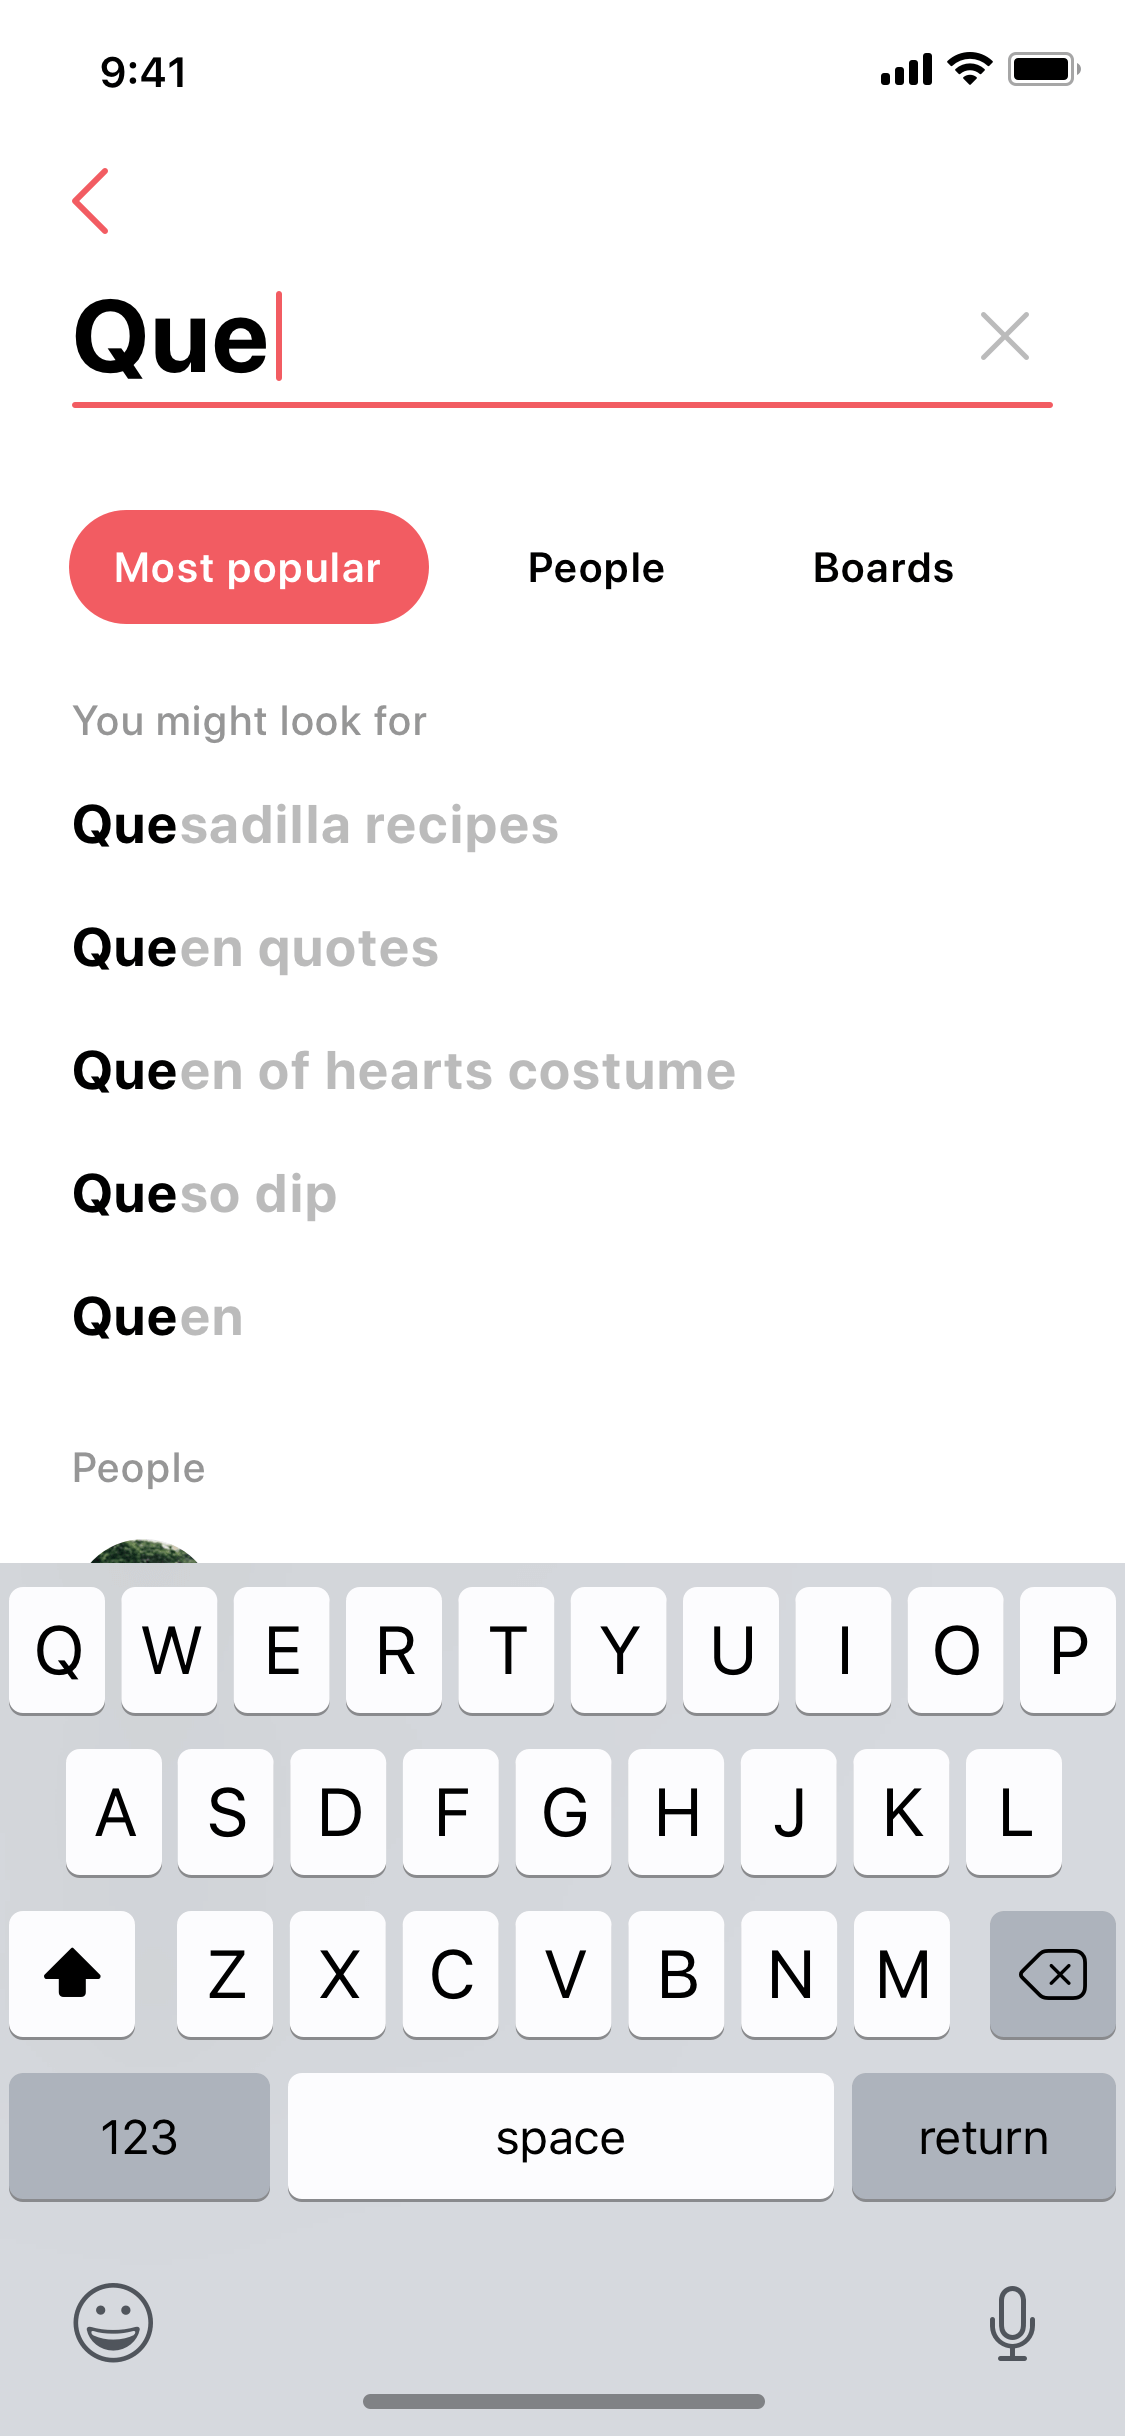 9:41
Que
Most popular People Boards
You might look for
Quesadilla recipes
Queen quotes
Queen of hearts costume
Queso dip
Queen
People
Q W E R T Y U I O P
A S D F G H J K L
Z X C V B N M
123 space return